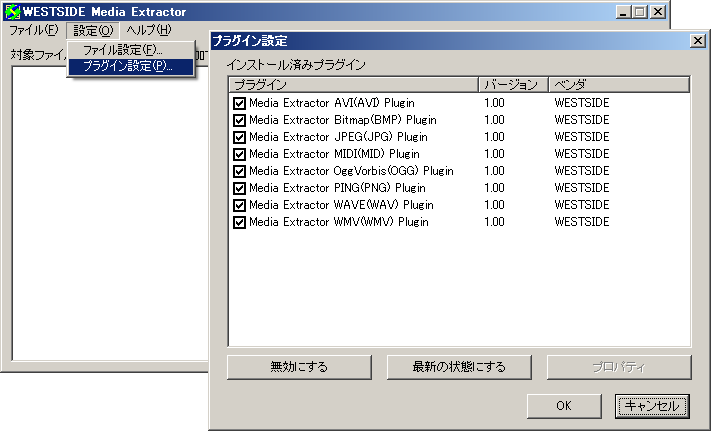 WESTSIDE Media Extractor
ファイル(F) 設定(O) ヘルプ(H)
ファイル設定(F)...
プラグイン設定(P)...
対象ファイル
プラグイン設定
インストール済みプラグイン
プラグイン バージョン ベンダ
Media Extractor AVI(AVI) Plugin 1.00 WESTSIDE
Media Extractor Bitmap(BMP) Plugin 1.00 WESTSIDE
Media Extractor JPEG(JPG) Plugin 1.00 WESTSIDE
Media Extractor MIDI(MID) Plugin 1.00 WESTSIDE
Media Extractor OggVorbis(OGG) Plugin 1.00 WESTSIDE
Media Extractor PING(PNG) Plugin 1.00 WESTSIDE
Media Extractor WAVE(WAV) Plugin 1.00 WESTSIDE
Media Extractor WMV(WMV) Plugin 1.00 WESTSIDE
無効にする 最新の状態にする プロパティ
OK キャンセル